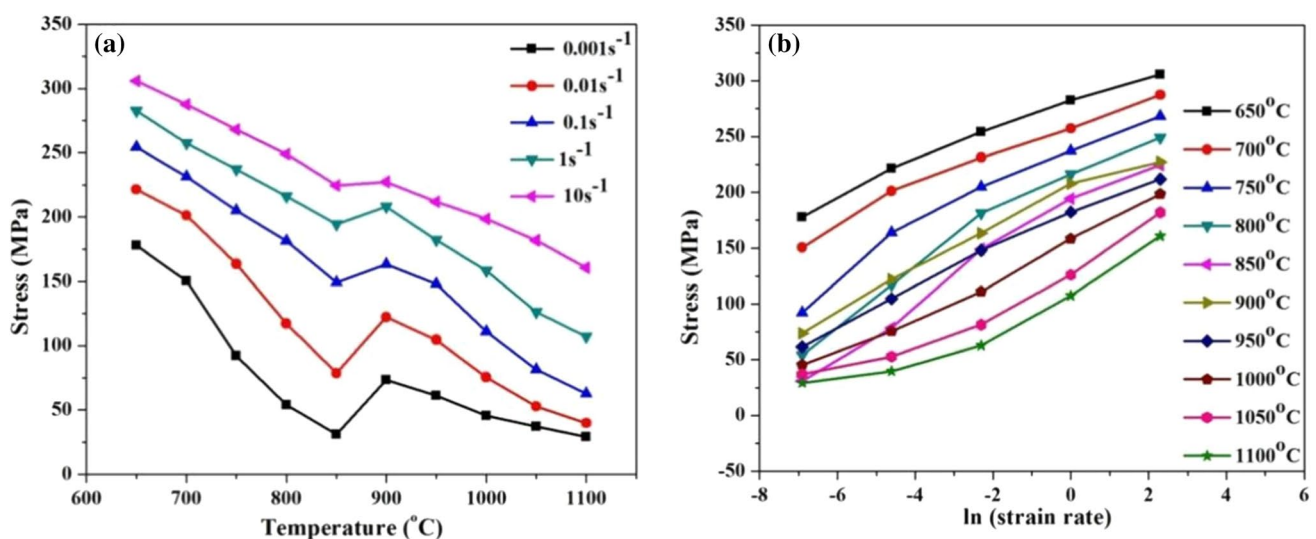 (a)
350
300
250
200
150
100
50
0
Stress (MPa)
600 700 800 900 1000 1100
Temperature (°C)
0.001s⁻¹
0.01s⁻¹
0.1s⁻¹
1s⁻¹
10s⁻¹
(b)
350
300
250
200
150
100
50
0
-50
Stress (MPa)
-8 -6 -4 -2 0 2 4 6
ln (strain rate)
650°C
700°C
750°C
800°C
850°C
900°C
950°C
1000°C
1050°C
1100°C